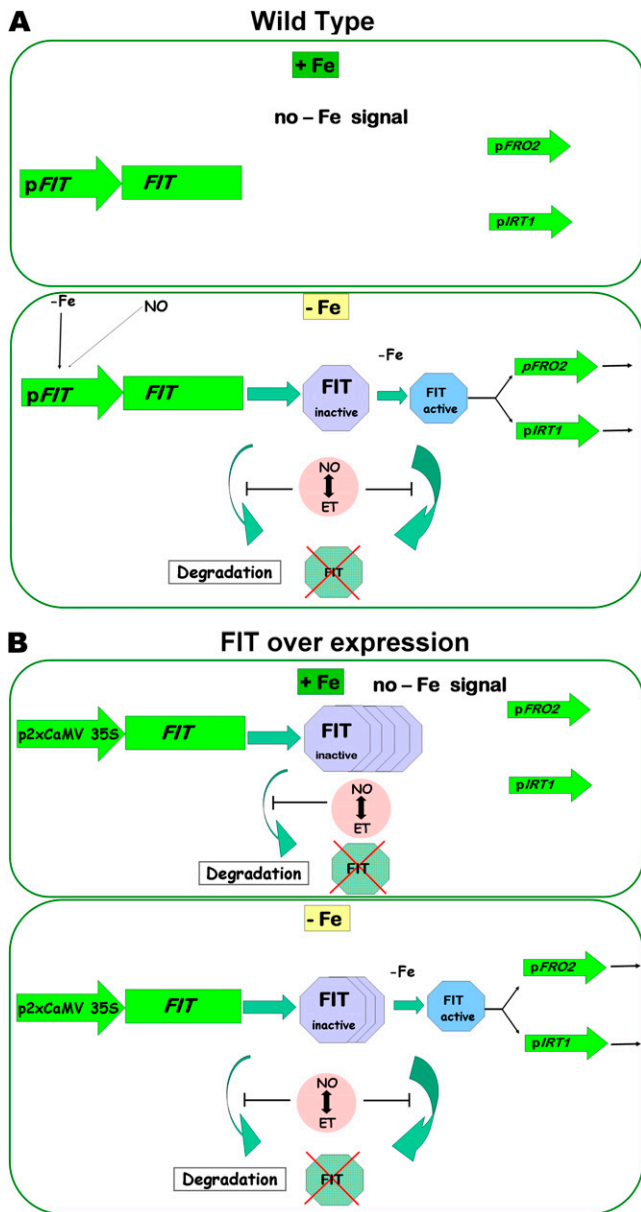 A
Wild Type
+ Fe
no – Fe signal
pFRO2
pFIT
FIT
pIRT1
-Fe
NO
- Fe
pFIT
FIT
FIT
inactive
-Fe
FIT
active
pFRO2
pIRT1
NO
ET
Degradation
FIT
B
FIT over expression
+ Fe
no – Fe signal
p2xCaMV 35S
FIT
FIT
inactive
pFRO2
pIRT1
NO
ET
Degradation
FIT
- Fe
p2xCaMV 35S
FIT
FIT
inactive
-Fe
FIT
active
pFRO2
pIRT1
NO
ET
Degradation
FIT